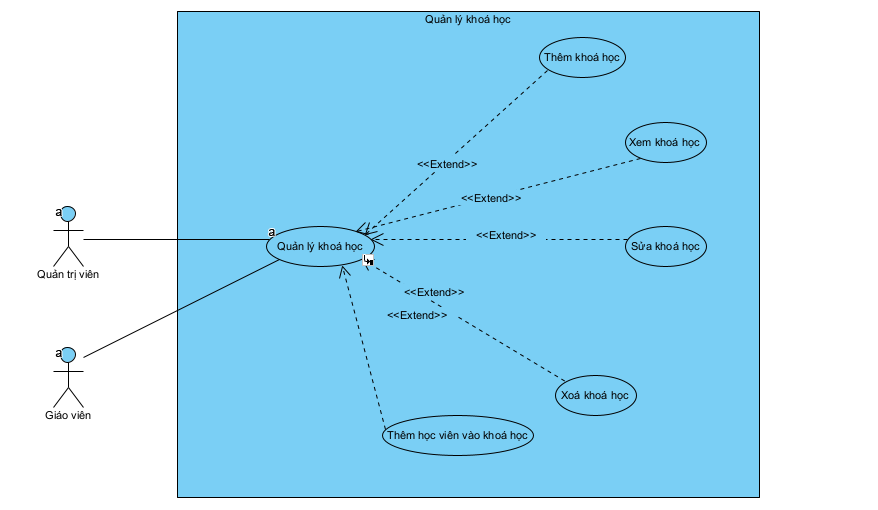 Quản lý khoá học
Thêm khoá học
Xem khoá học
<<Extend>>
<<Extend>>
a
Quản trị viên
a
Quản lý khoá học
<<Extend>>
Sửa khoá học
<<Extend>>
<<Extend>>
a
Giáo viên
Xoá khoá học
Thêm học viên vào khoá học